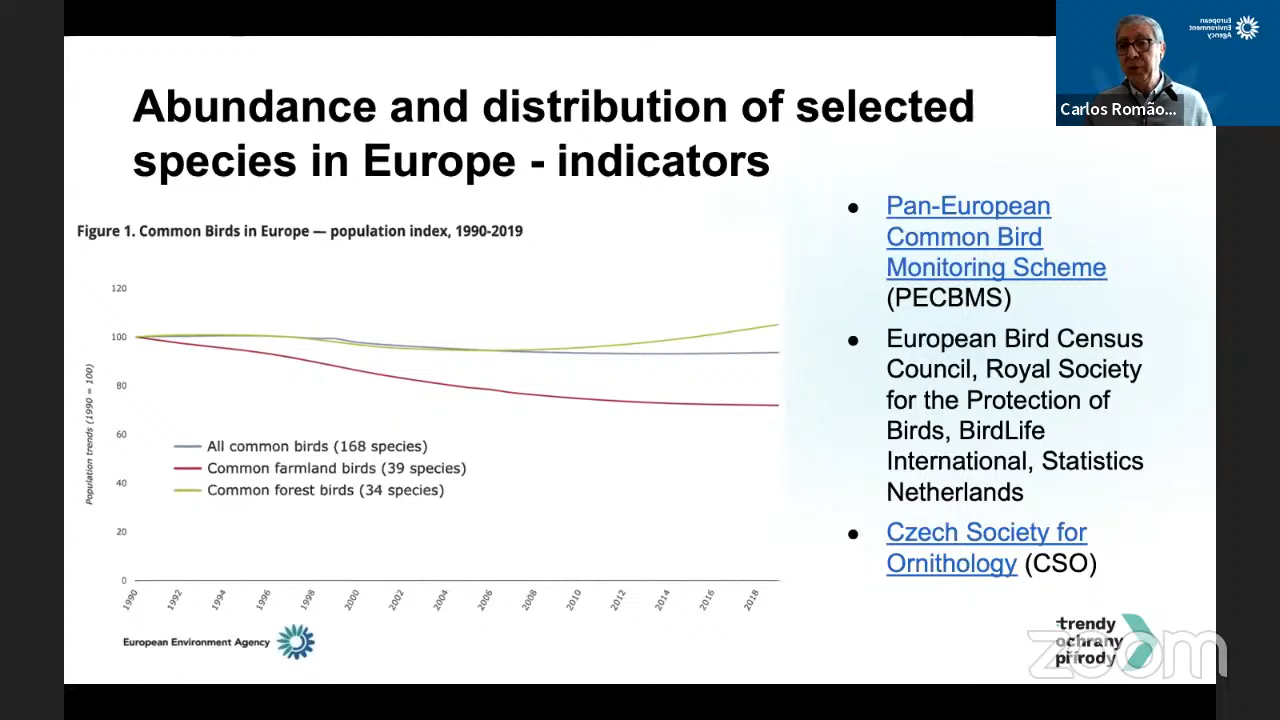 Abundance and distribution of selected
species in Europe - indicators
Figure 1. Common Birds in Europe — population index, 1990-2019
Population trends (1990 = 100)
120
100
80
60
40
20
0
All common birds (168 species)
Common farmland birds (39 species)
Common forest birds (34 species)
1990
1992
1994
1996
1998
2000
2002
2004
2006
2008
2010
2012
2014
2016
2018
European Environment Agency
● Pan-European
Common Bird
Monitoring Scheme
(PECBMS)
● European Bird Census
Council, Royal Society
for the Protection of
Birds, BirdLife
International, Statistics
Netherlands
● Czech Society for
Ornithology (CSO)
trendy
ochrany
přírody
zoom
European
Environment
Agency
Carlos Romão...